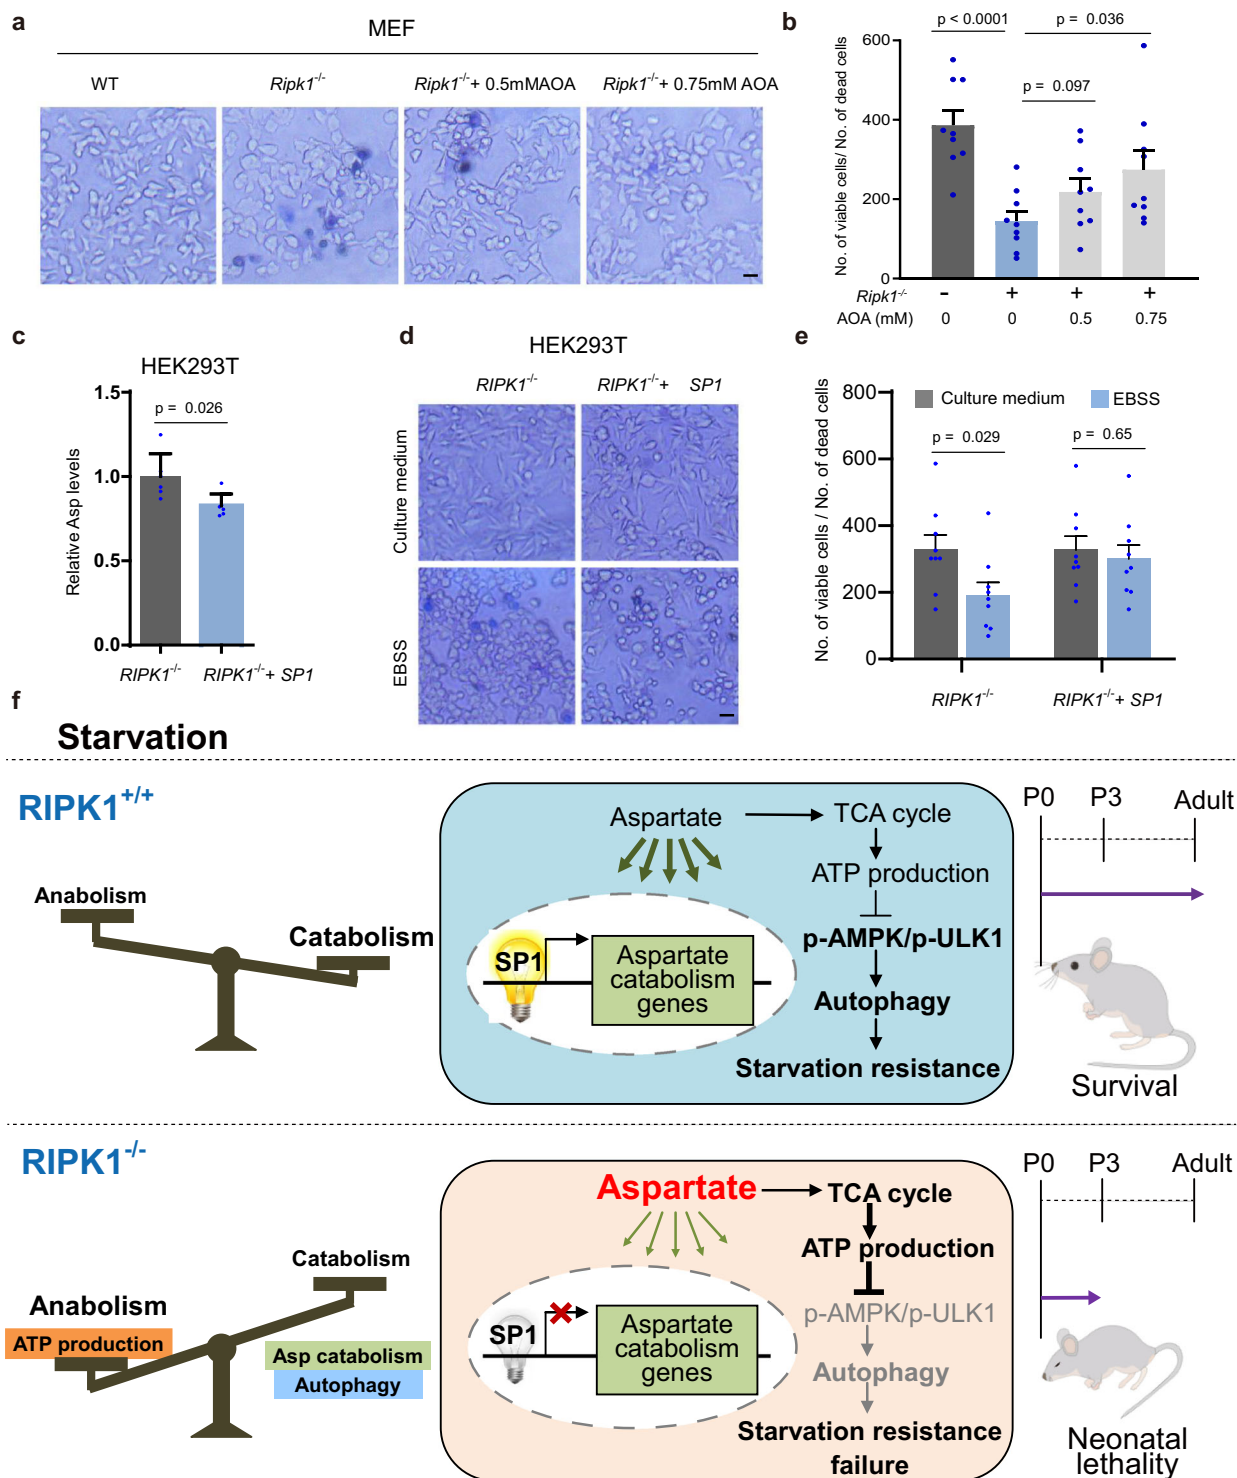 a
MEF
WT
Ripk1-/-
Ripk1-/-+ 0.5mMAOA
Ripk1-/-+ 0.75mM AOA
b
p < 0.0001
p = 0.036
p = 0.097
No. of viable cells/ No. of dead cells
600
400
200
0
Ripk1-/-
- + + +
AOA (mM)
0 0 0.5 0.75
c
HEK293T
p = 0.026
Relative Asp levels
1.5
1.0
0.5
0.0
RIPK1-/-
RIPK1-/-+ SP1
d
HEK293T
RIPK1-/-
RIPK1-/-+ SP1
Culture medium
EBSS
e
Culture medium
EBSS
p = 0.029
p = 0.65
No. of viable cells / No. of dead cells
800
600
400
200
0
RIPK1-/-
RIPK1-/-+ SP1
f
Starvation
RIPK1+/+
Anabolism
Catabolism
Aspartate
TCA cycle
ATP production
p-AMPK/p-ULK1
Autophagy
Starvation resistance
SP1
Aspartate
catabolism
genes
P0
P3
Adult
Survival
RIPK1-/-
Catabolism
Anabolism
ATP production
Asp catabolism
Autophagy
Aspartate
TCA cycle
ATP production
p-AMPK/p-ULK1
Autophagy
Starvation resistance
failure
SP1
Aspartate
catabolism
genes
P0
P3
Adult
Neonatal
lethality